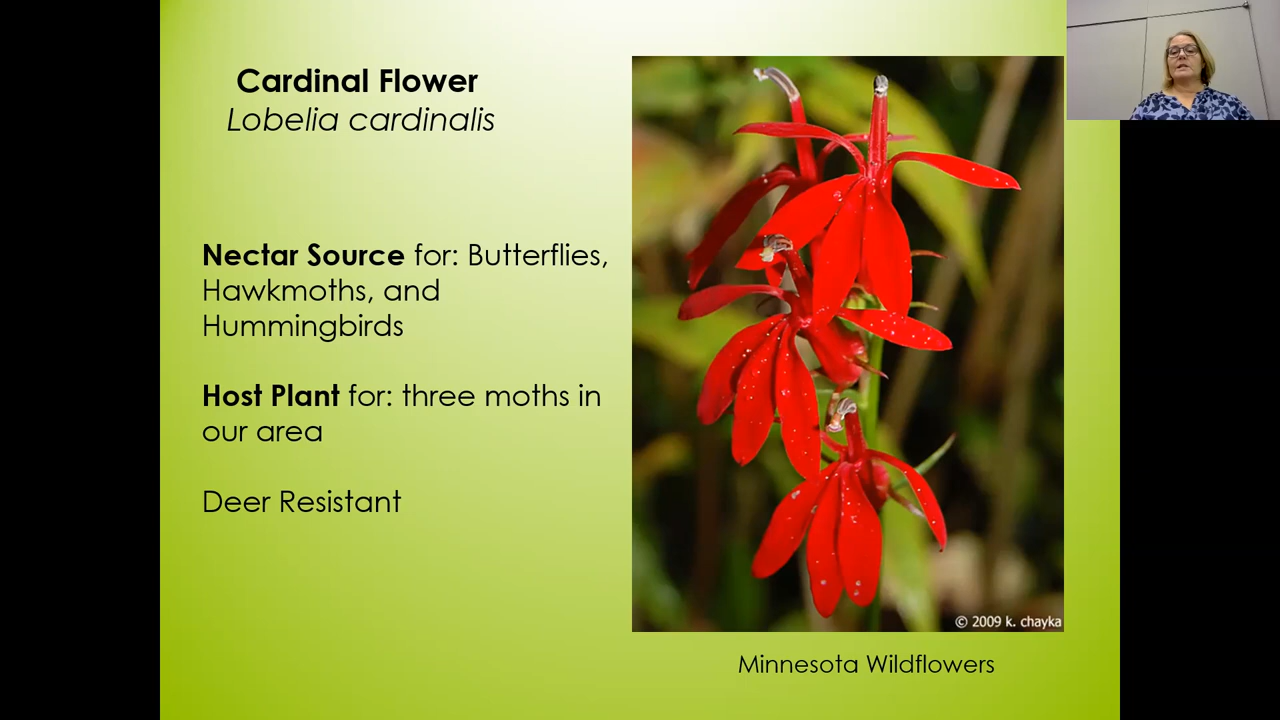 Cardinal Flower
Lobelia cardinalis
Nectar Source for: Butterflies,
Hawkmoths, and
Hummingbirds
Host Plant for: three moths in
our area
Deer Resistant
© 2009 k. chayka
Minnesota Wildflowers